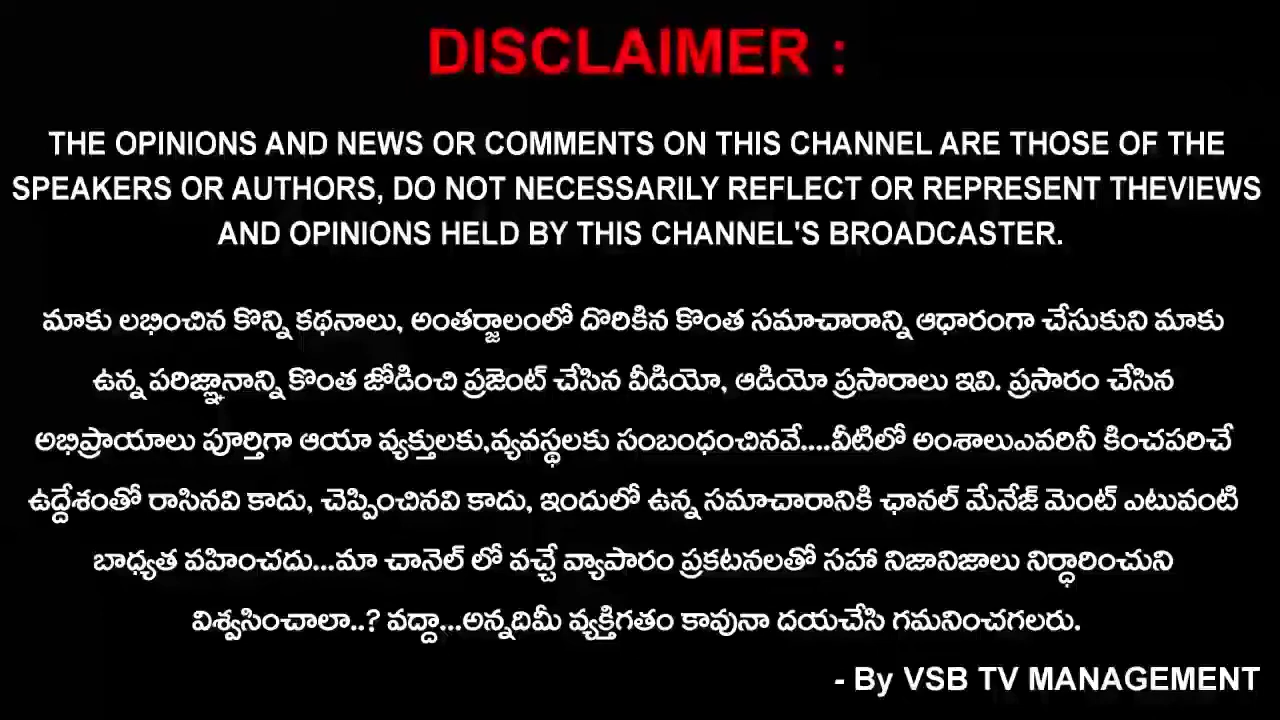 DISCLAIMER :
THE OPINIONS AND NEWS OR COMMENTS ON THIS CHANNEL ARE THOSE OF THE
SPEAKERS OR AUTHORS, DO NOT NECESSARILY REFLECT OR REPRESENT THEVIEWS
AND OPINIONS HELD BY THIS CHANNEL'S BROADCASTER.
మాకు లభించిన కొన్ని కథనాలు, అంతర్జాలంలో దొరికిన కొంత సమాచారాన్ని ఆధారంగా చేసుకుని మాకు
ఉన్న పరిజ్ఞానాన్ని కొంత జోడించి ప్రజెంట్ చేసిన వీడియో, ఆడియో ప్రసారాలు ఇవి. ప్రసారం చేసిన
అభిప్రాయాలు పూర్తిగా ఆయా వ్యక్తులకు,వ్యవస్థలకు సంబంధంచినవే....వీటిలో అంశాలుఎవరినీ కించపరిచే
ఉద్దేశంతో రాసినవి కాదు, చెప్పించినవి కాదు, ఇందులో ఉన్న సమాచారానికి ఛానల్ మేనేజ్ మెంట్ ఎటువంటి
బాధ్యత వహించదు...మా చానెల్ లో వచ్చే వ్యాపారం ప్రకటనలతో సహా నిజానిజాలు నిర్ధారించుని
విశ్వసించాలా..? వద్దా...అన్నదిమీ వ్యక్తిగతం కావునా దయచేసి గమనించగలరు.
- By VSB TV MANAGEMENT